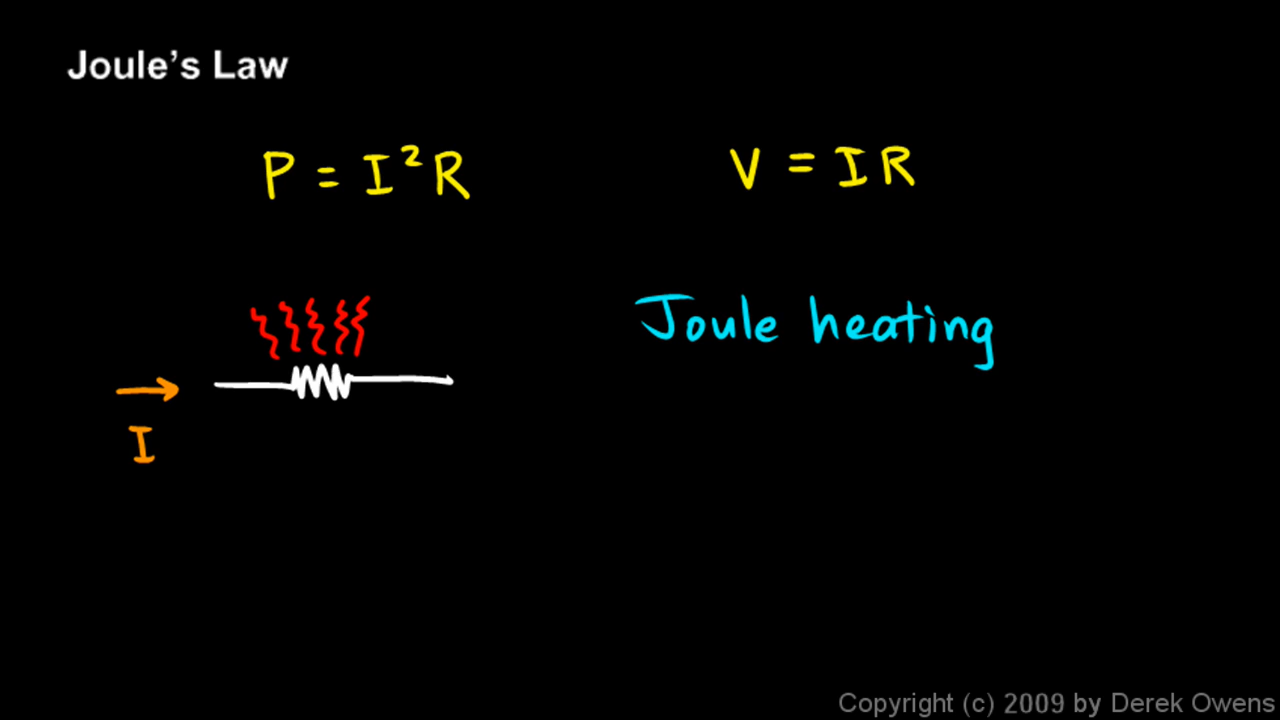 Joule's Law
P = I²R
V = IR
Joule heating
I
Copyright (c) 2009 by Derek Owens